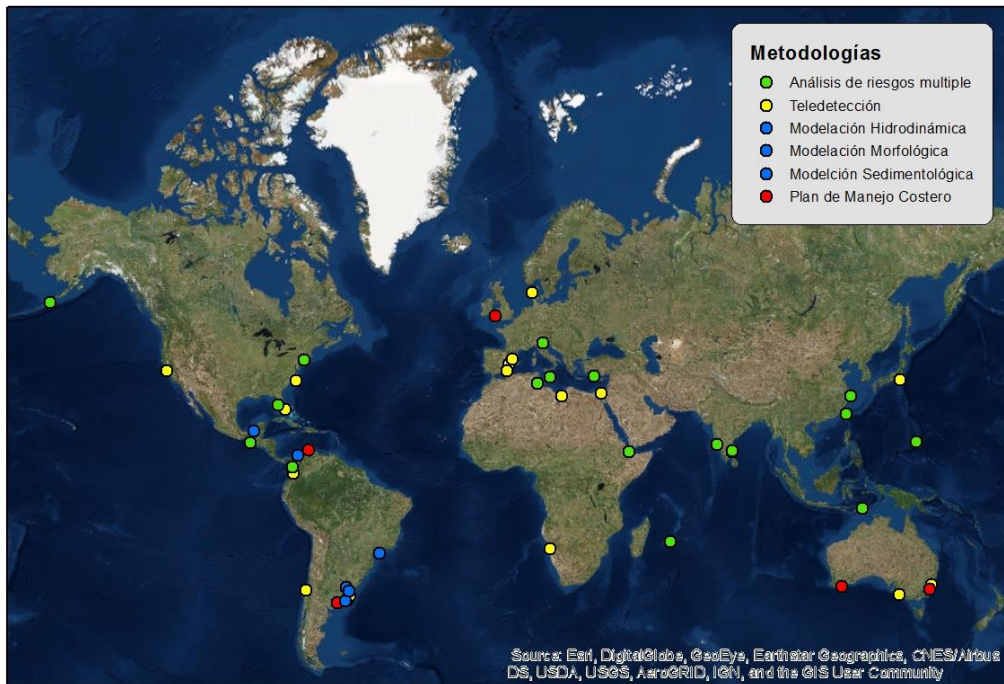 Metodologías
Análisis de riesgos multiple
Teledetección
Modelación Hidrodinámica
Modelación Morfológica
Modelción Sedimentológica
Plan de Manejo Costero
Source: Esri, DigitalGlobe, GeoEye, Earthstar Geographics, CNES/Airbus
DS, USDA, USGS, AeroGRID, IGN, and the GIS User Community